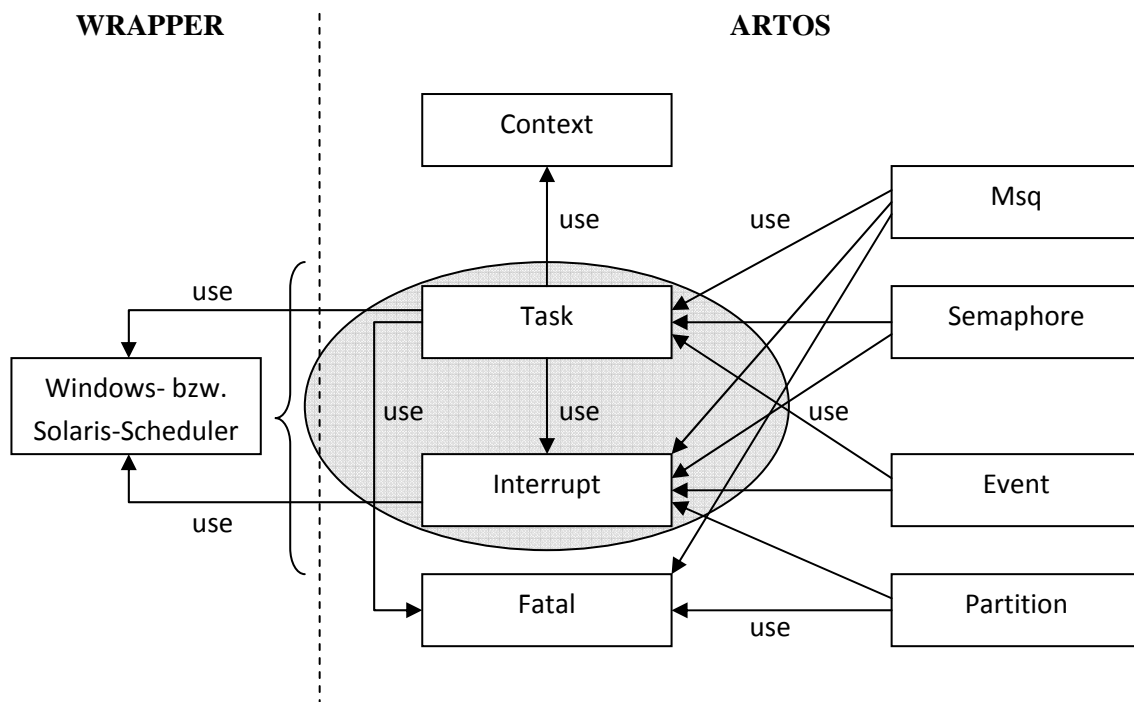 WRAPPER
ARTOS
Context
Msq
use
use
use
Task
Semaphore
Windows- bzw.
Solaris-Scheduler
use
use
use
Interrupt
Event
use
Fatal
Partition
use